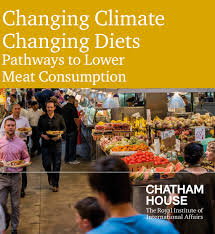 Changing Climate
Changing Diets
Pathways to Lower
Meat Consumption
CHATHAM
HOUSE
The Royal Institute of
International Affairs